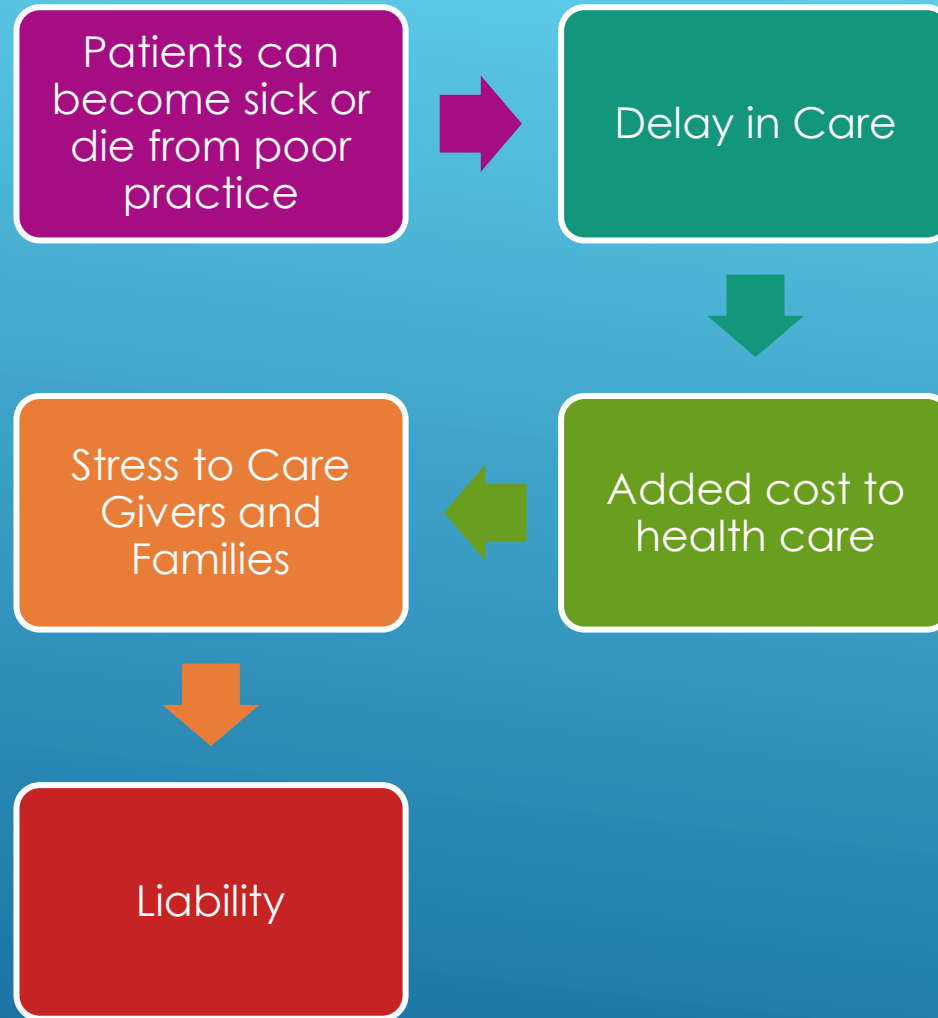 Patients can
become sick or
die from poor
practice
Delay in Care
Added cost to
health care
Stress to Care
Givers and
Families
Liability